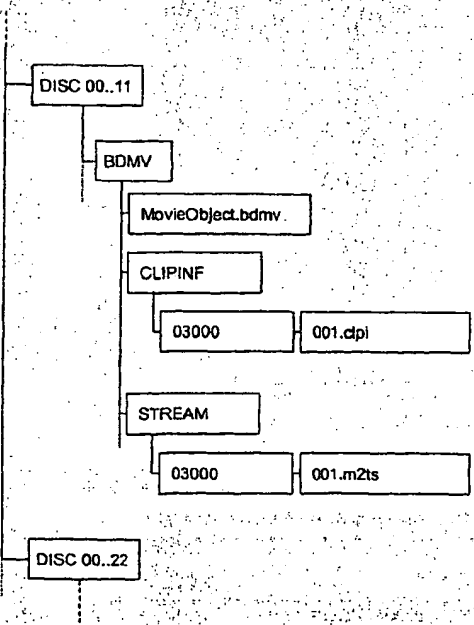 DISC 00..11
BDMV
MovieObject.bdmv
CLIPINF
03000 001.clpi
STREAM
03000 001.m2ts
DISC 00..22